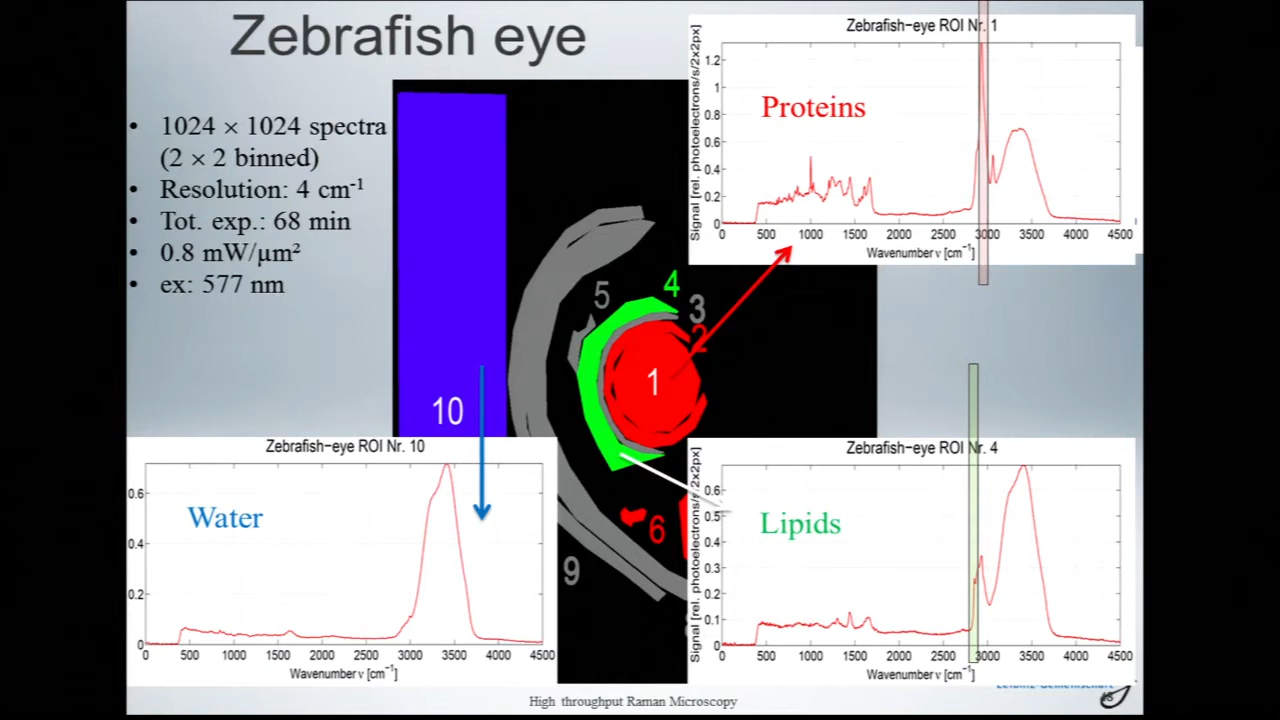 Zebrafish eye
• 1024 × 1024 spectra
(2 × 2 binned)
• Resolution: 4 cm⁻¹
• Tot. exp.: 68 min
• 0.8 mW/µm²
• ex: 577 nm
Zebrafish−eye ROI Nr. 1
Signal [rel. photoelectrons/s/2x2px]
Proteins
1.2
1
0.8
0.6
0.4
0.2
0
0 500 1000 1500 2000 2500 3000 3500 4000 4500
Wavenumber ν [cm⁻¹]
5
4
3
2
1
10
6
9
Zebrafish−eye ROI Nr. 10
Water
0.6
0.4
0.2
0
0 500 1000 1500 2000 2500 3000 3500 4000 4500
Wavenumber ν [cm⁻¹]
Zebrafish−eye ROI Nr. 4
Signal [rel. photoelectrons/s/2x2px]
Lipids
0.6
0.5
0.4
0.3
0.2
0.1
0
0 500 1000 1500 2000 2500 3000 3500 4000 4500
Wavenumber ν [cm⁻¹]
High throughput Raman Microscopy